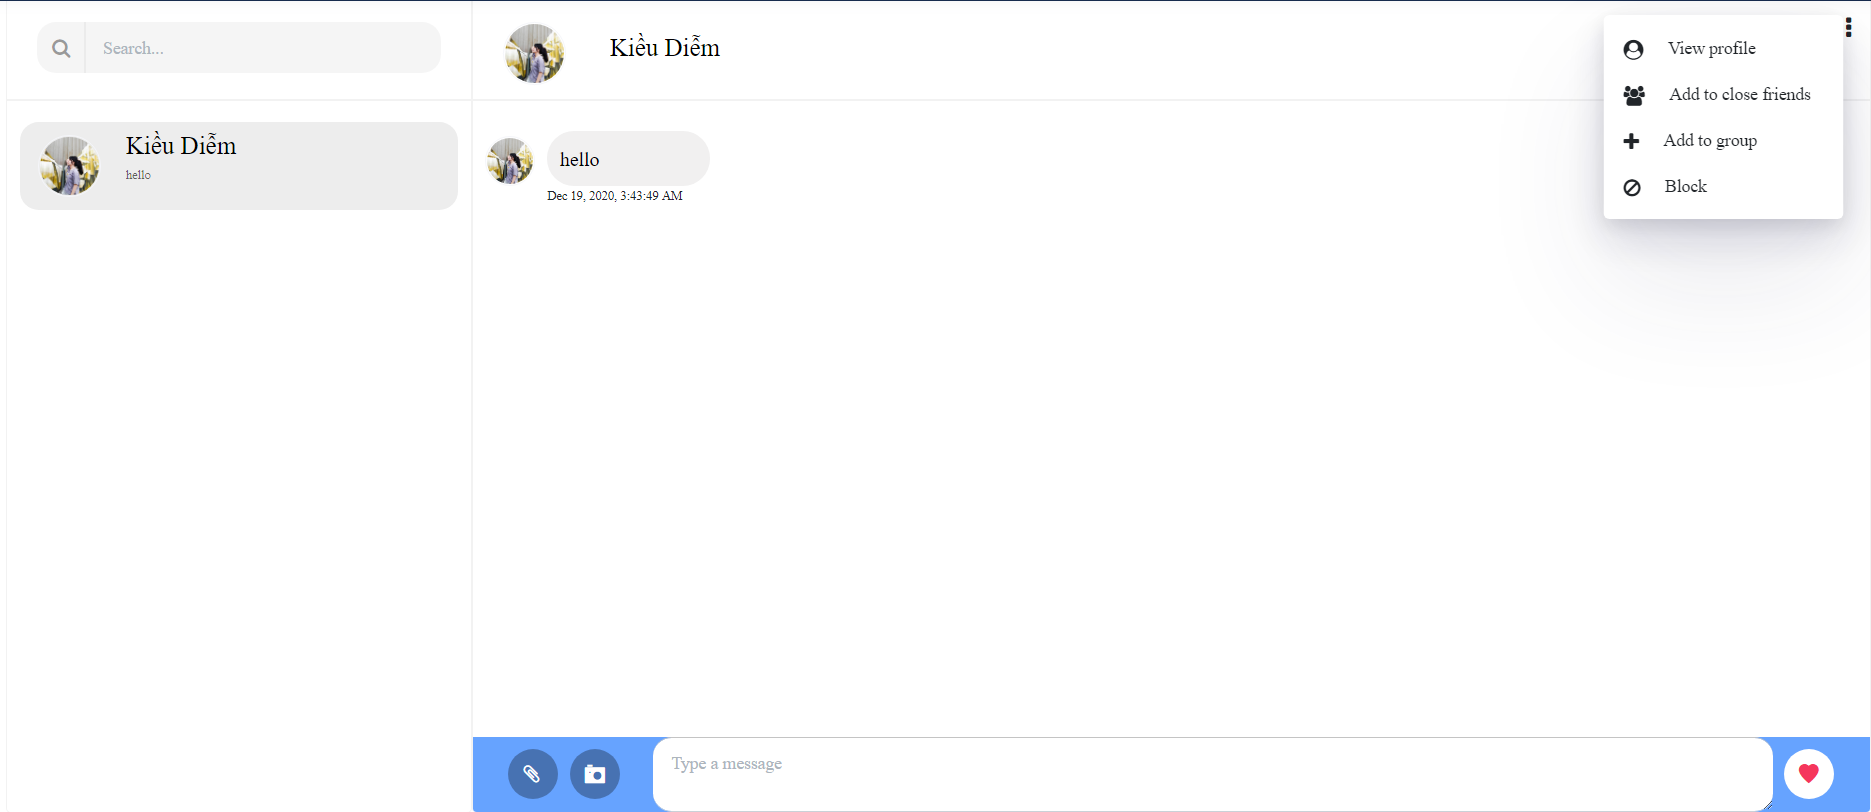 Search...
Kiều Diễm
hello
Kiều Diễm
hello
Dec 19, 2020, 3:43:49 AM
View profile
Add to close friends
Add to group
Block
Type a message